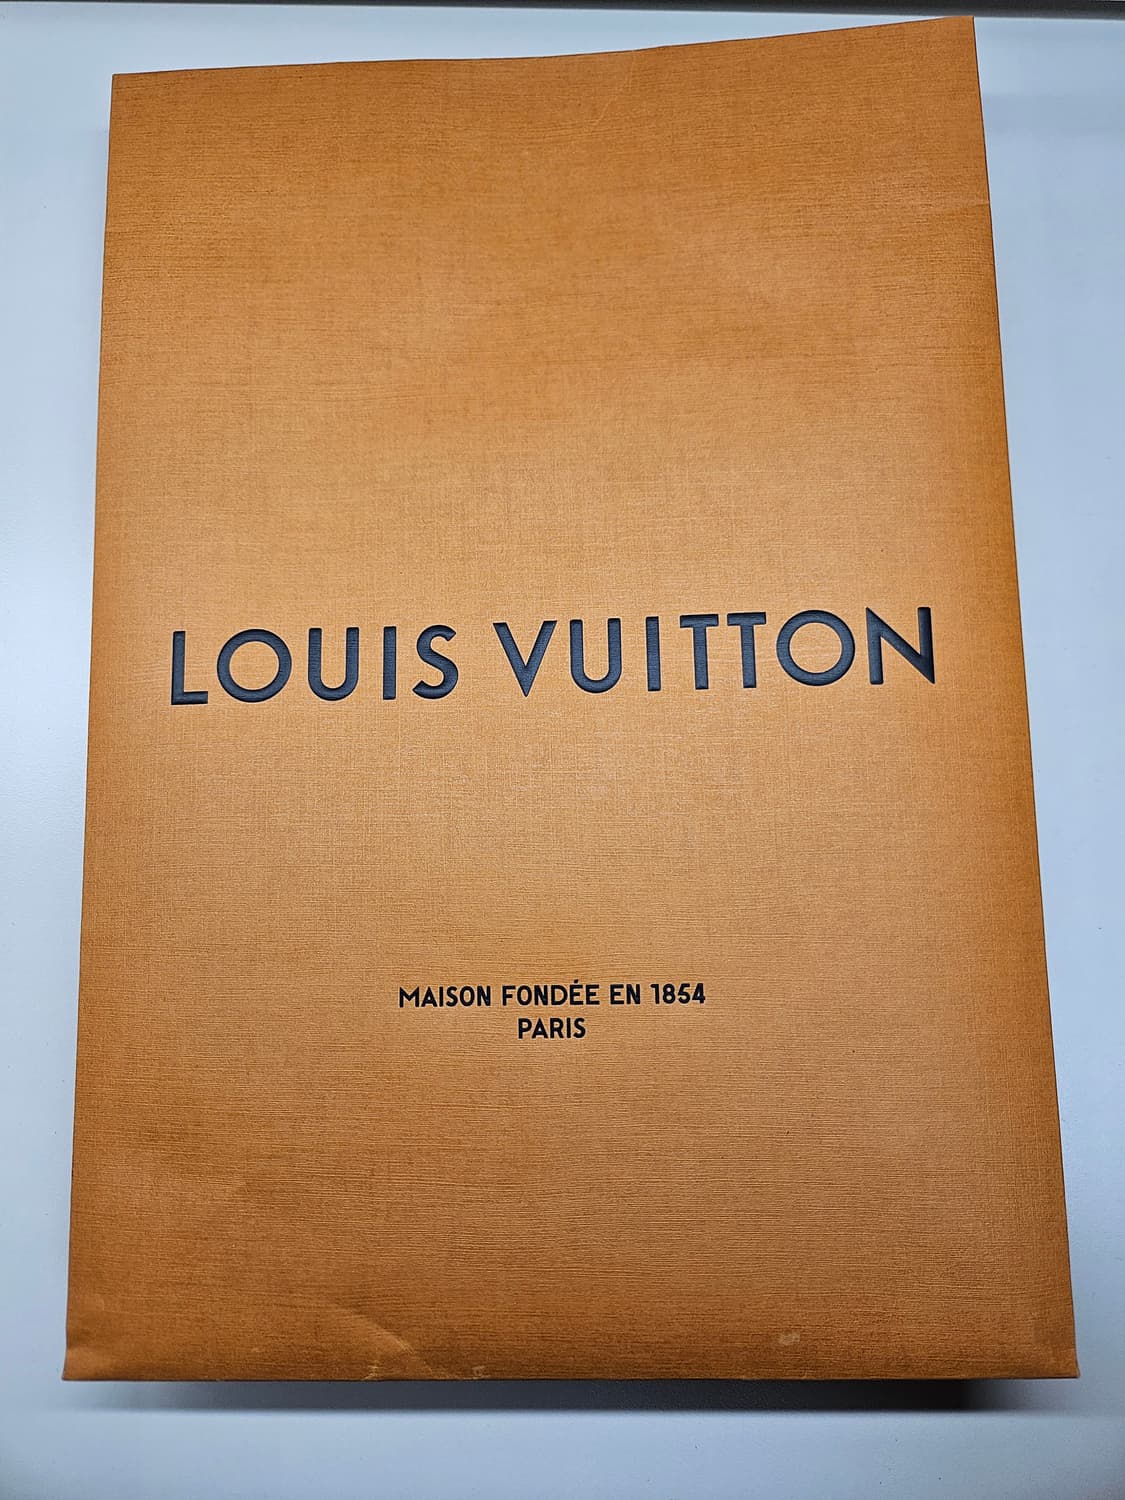 LOUIS VUITTON
MAISON FONDÉE EN 1854
PARIS